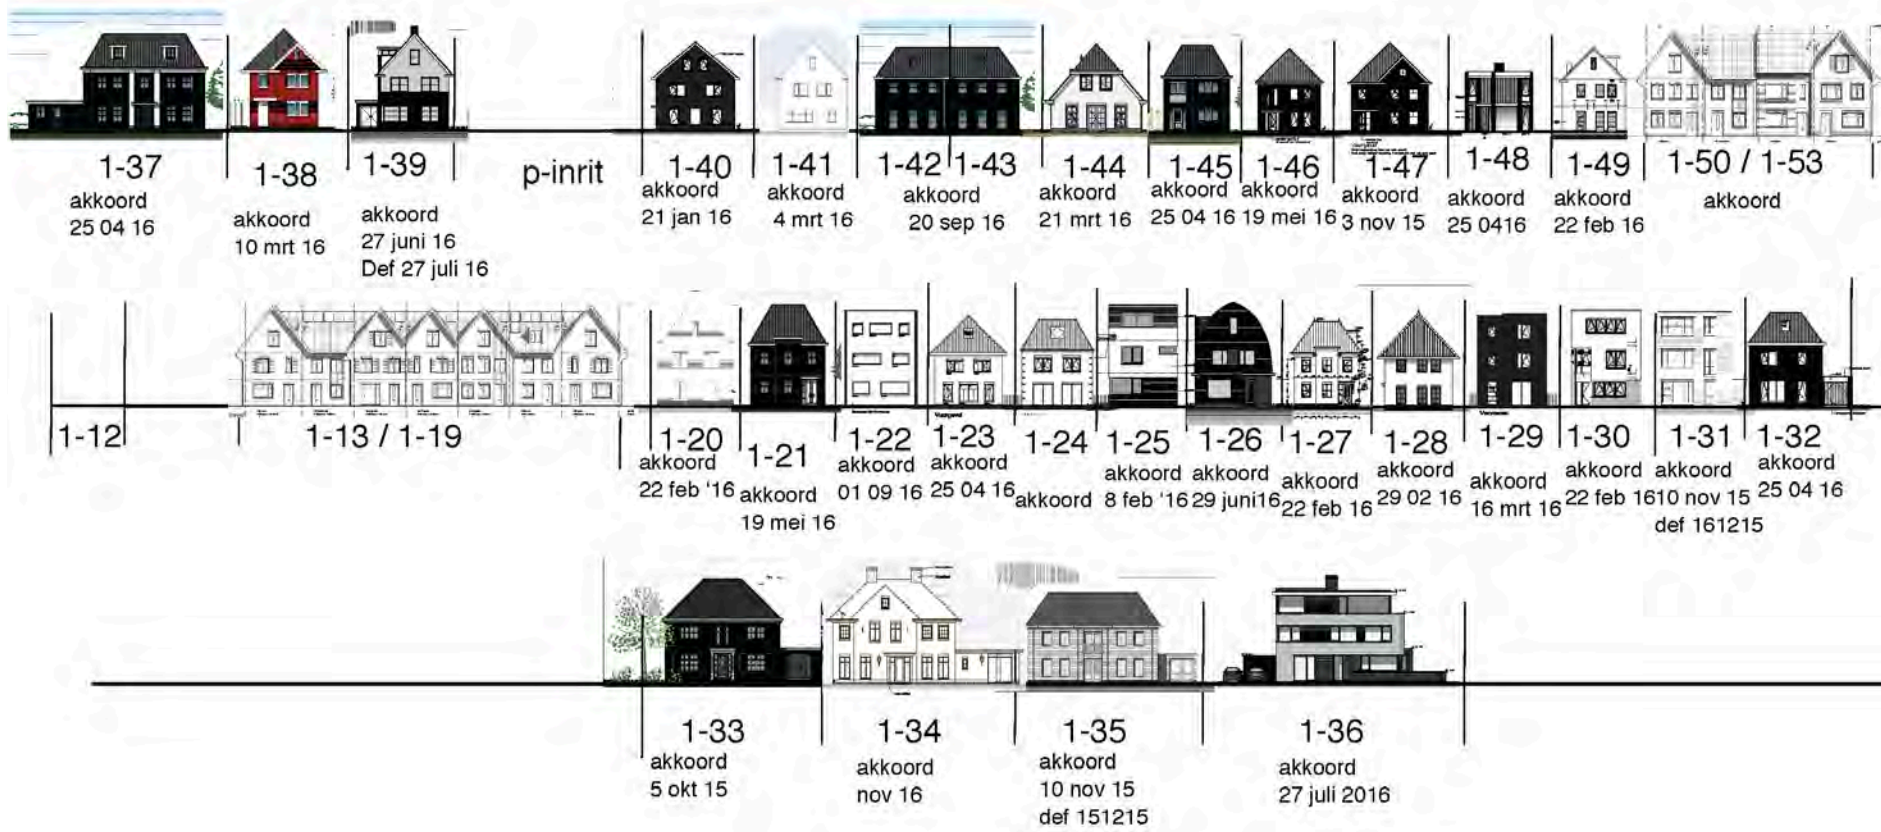 1-37
akkoord
25 04 16
1-38
akkoord
10 mrt 16
1-39
akkoord
27 juni 16
Def 27 juli 16
p-inrit
1-40
akkoord
21 jan 16
1-41
akkoord
4 mrt 16
1-42 1-43
akkoord
20 sep 16
1-44
akkoord
21 mrt 16
1-45
akkoord
25 04 16
1-46
akkoord
19 mei 16
1-47
akkoord
3 nov 15
1-48
akkoord
25 0416
1-49
akkoord
22 feb 16
1-50 / 1-53
akkoord
1-12
1-13 / 1-19
1-20
akkoord
22 feb '16
1-21
akkoord
19 mei 16
1-22
akkoord
01 09 16
1-23
akkoord
25 04 16
1-24
akkoord
1-25
akkoord
8 feb '16
1-26
akkoord
29 juni16
1-27
akkoord
22 feb 16
1-28
akkoord
29 02 16
1-29
akkoord
16 mrt 16
1-30
akkoord
22 feb 16
1-31
akkoord
10 nov 15
def 161215
1-32
akkoord
25 04 16
1-33
akkoord
5 okt 15
1-34
akkoord
nov 16
1-35
akkoord
10 nov 15
def 151215
1-36
akkoord
27 juli 2016